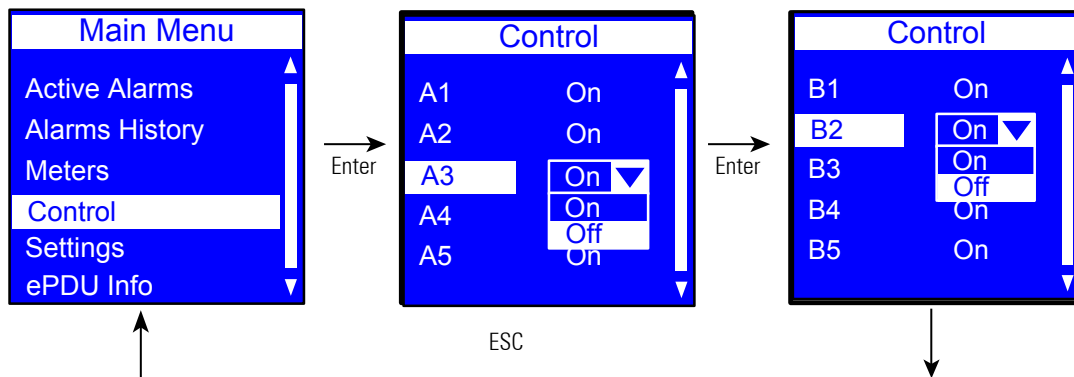 Main Menu
Active Alarms
Alarms History
Meters
Control
Settings
ePDU Info
Enter
Control
A1 On
A2 On
A3 On
On
Off
A4
A5 On
Enter
Control
B1 On
B2 On
On
B3
Off
B4 On
B5 On
ESC